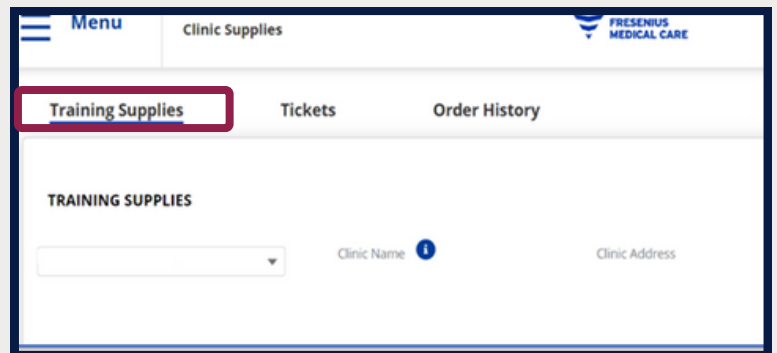 Menu
Clinic Supplies
FRESENIUS
MEDICAL CARE
Training Supplies
Tickets
Order History
TRAINING SUPPLIES
Clinic Name i
Clinic Address